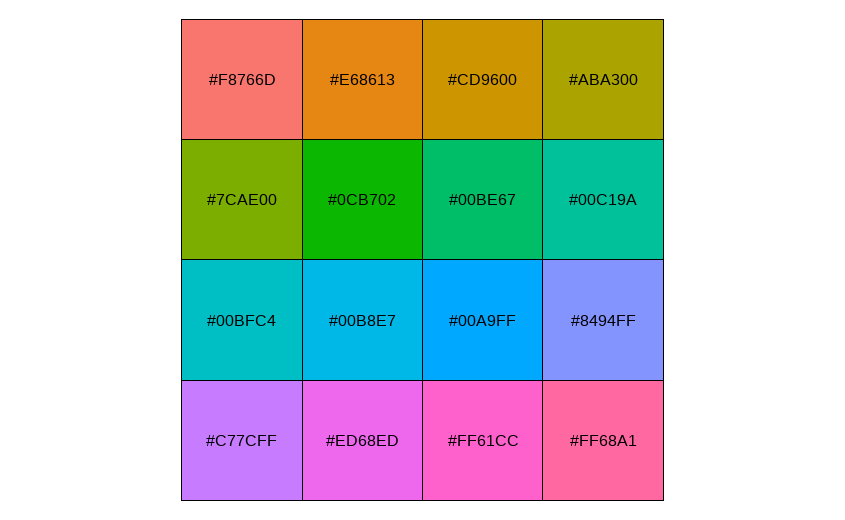 #F8766D #E68613 #CD9600 #ABA300
#7CAE00 #0CB702 #00BE67 #00C19A
#00BFC4 #00B8E7 #00A9FF #8494FF
#C77CFF #ED68ED #FF61CC #FF68A1